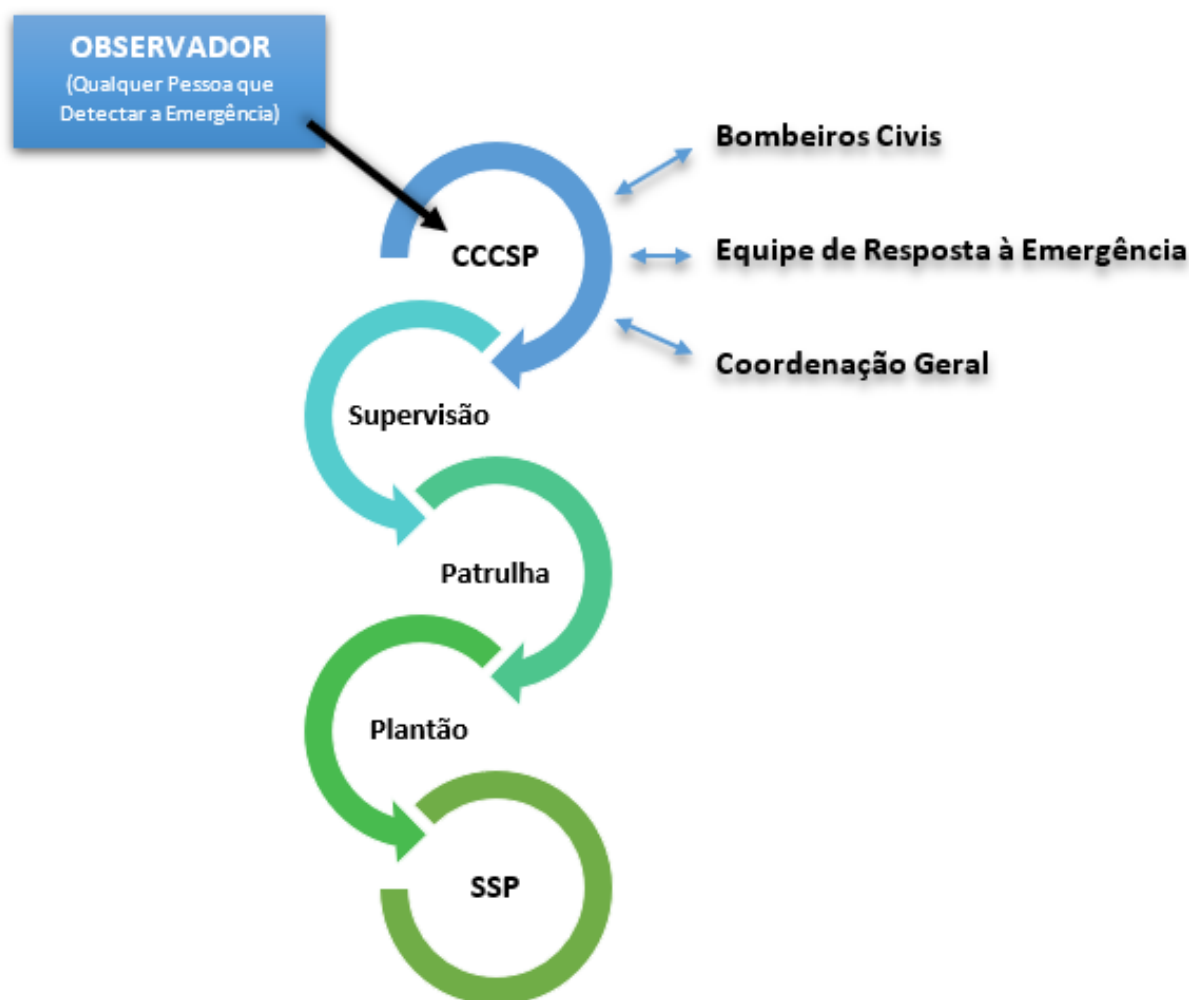 OBSERVADOR
(Qualquer Pessoa que
Detectar a Emergência)
Bombeiros Civis
CCCSP
Equipe de Resposta à Emergência
Coordenação Geral
Supervisão
Patrulha
Plantão
SSP